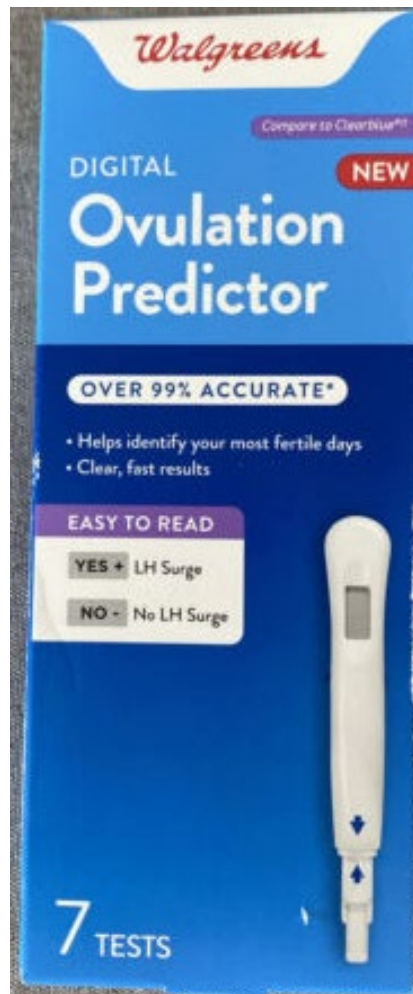 Walgreens
Compare to Clearblue®††
DIGITAL
NEW
Ovulation
Predictor
OVER 99% ACCURATE*
• Helps identify your most fertile days
• Clear, fast results
EASY TO READ
YES + LH Surge
NO - No LH Surge
7 TESTS